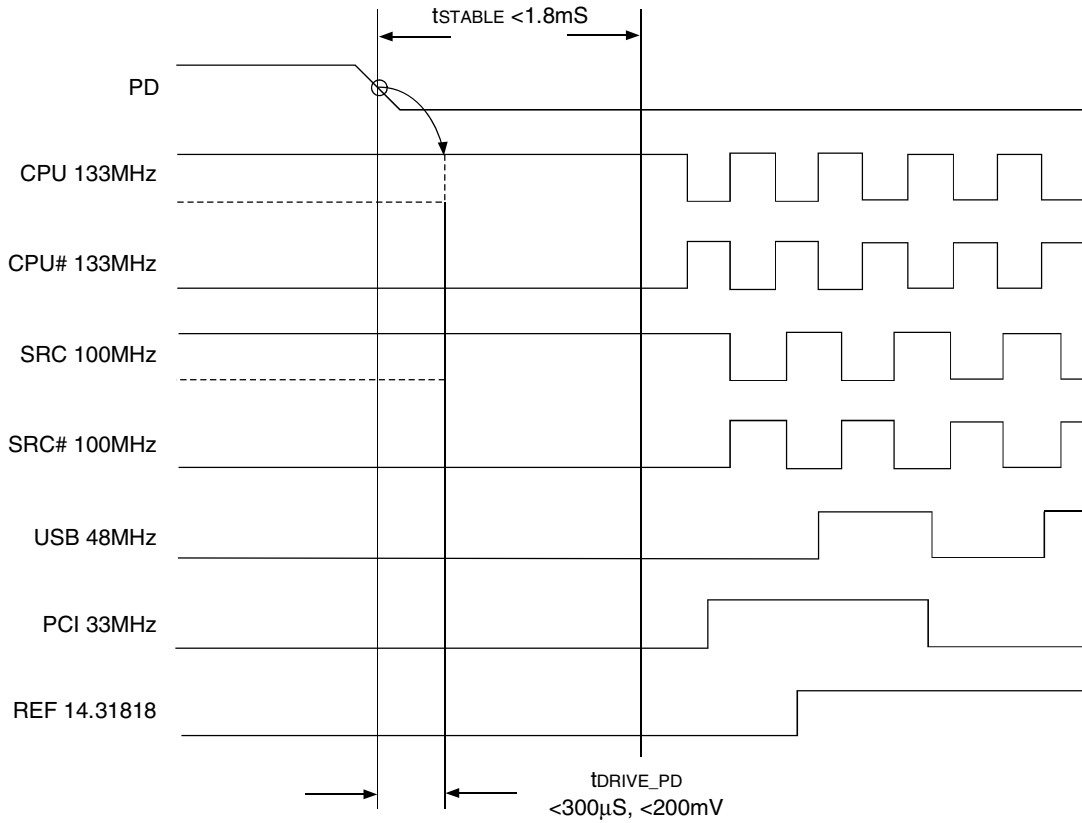 tSTABLE <1.8mS
PD
CPU 133MHz
CPU# 133MHz
SRC 100MHz
SRC# 100MHz
USB 48MHz
PCI 33MHz
REF 14.31818
tDRIVE_PD
<300μS, <200mV